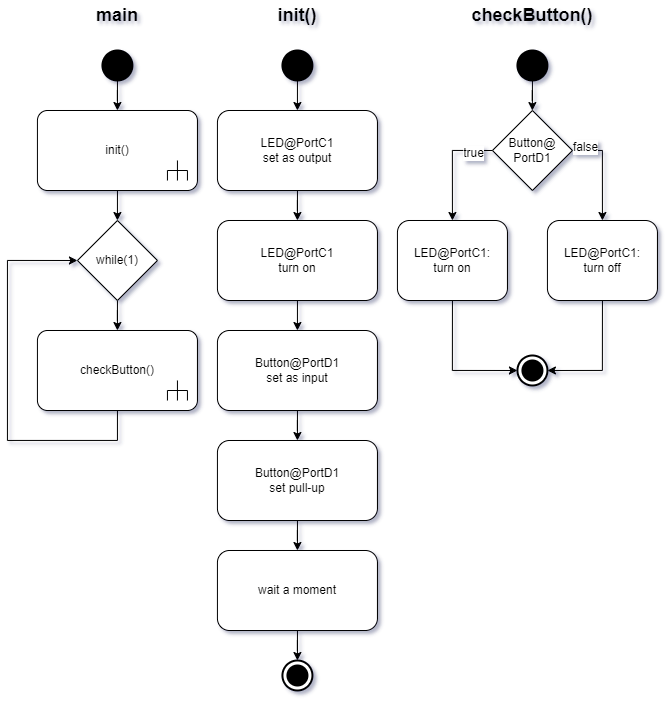 main
init()
while(1)
checkButton()
init()
LED@PortC1
set as output
LED@PortC1
turn on
Button@PortD1
set as input
Button@PortD1
set pull-up
wait a moment
checkButton()
Button@
PortD1
true
false
LED@PortC1:
turn on
LED@PortC1:
turn off